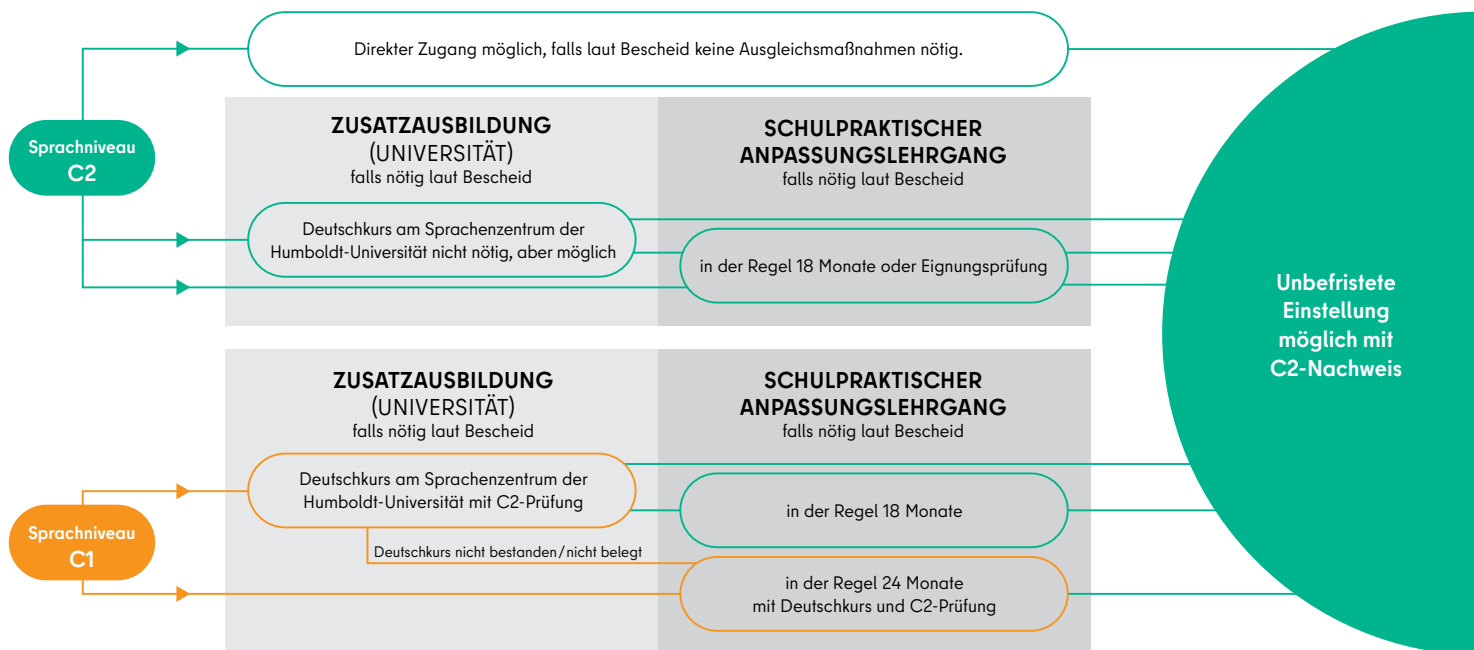 Direkter Zugang möglich, falls laut Bescheid keine Ausgleichsmaßnahmen nötig.
Sprachniveau
C2
ZUSATZAUSBILDUNG
(UNIVERSITÄT)
falls nötig laut Bescheid
SCHULPRAKTISCHER
ANPASSUNGSLEHRGANG
falls nötig laut Bescheid
Deutschkurs am Sprachenzentrum der
Humboldt-Universität nicht nötig, aber möglich
in der Regel 18 Monate oder Eignungsprüfung
Unbefristete
Einstellung
möglich mit
C2-Nachweis
ZUSATZAUSBILDUNG
(UNIVERSITÄT)
falls nötig laut Bescheid
SCHULPRAKTISCHER
ANPASSUNGSLEHRGANG
falls nötig laut Bescheid
Sprachniveau
C1
Deutschkurs am Sprachenzentrum der
Humboldt-Universität mit C2-Prüfung
in der Regel 18 Monate
Deutschkurs nicht bestanden/nicht belegt
in der Regel 24 Monate
mit Deutschkurs und C2-Prüfung